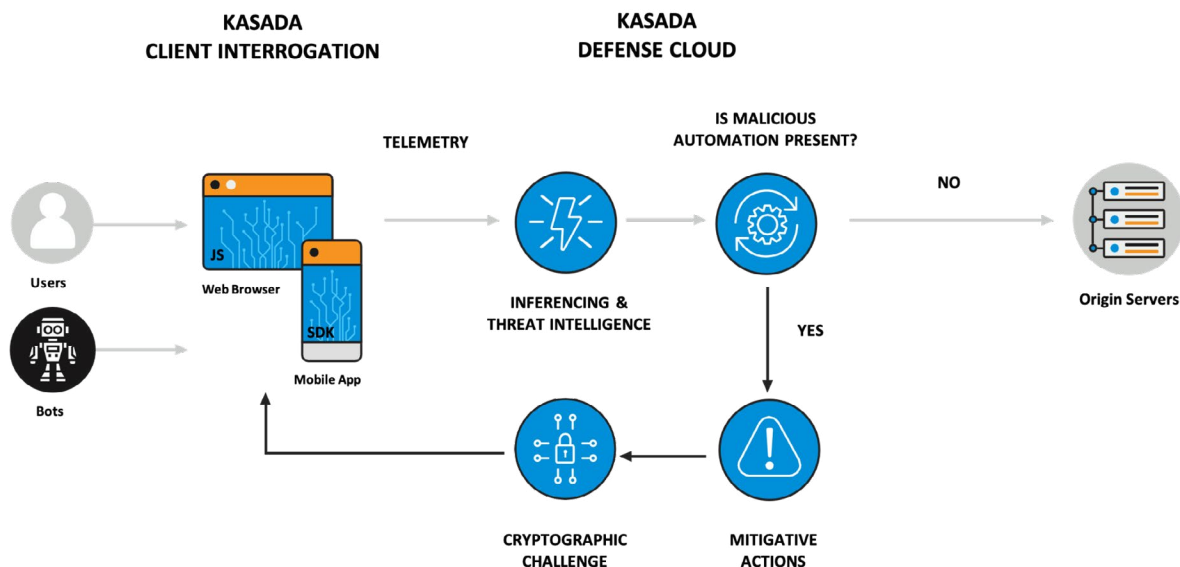 KASADA
CLIENT INTERROGATION
KASADA
DEFENSE CLOUD
TELEMETRY
IS MALICIOUS
AUTOMATION PRESENT?
NO
JS
Users
Web Browser
SDK
INFERENCING &
THREAT INTELLIGENCE
Origin Servers
YES
Mobile App
Bots
CRYPTOGRAPHIC
CHALLENGE
MITIGATIVE
ACTIONS